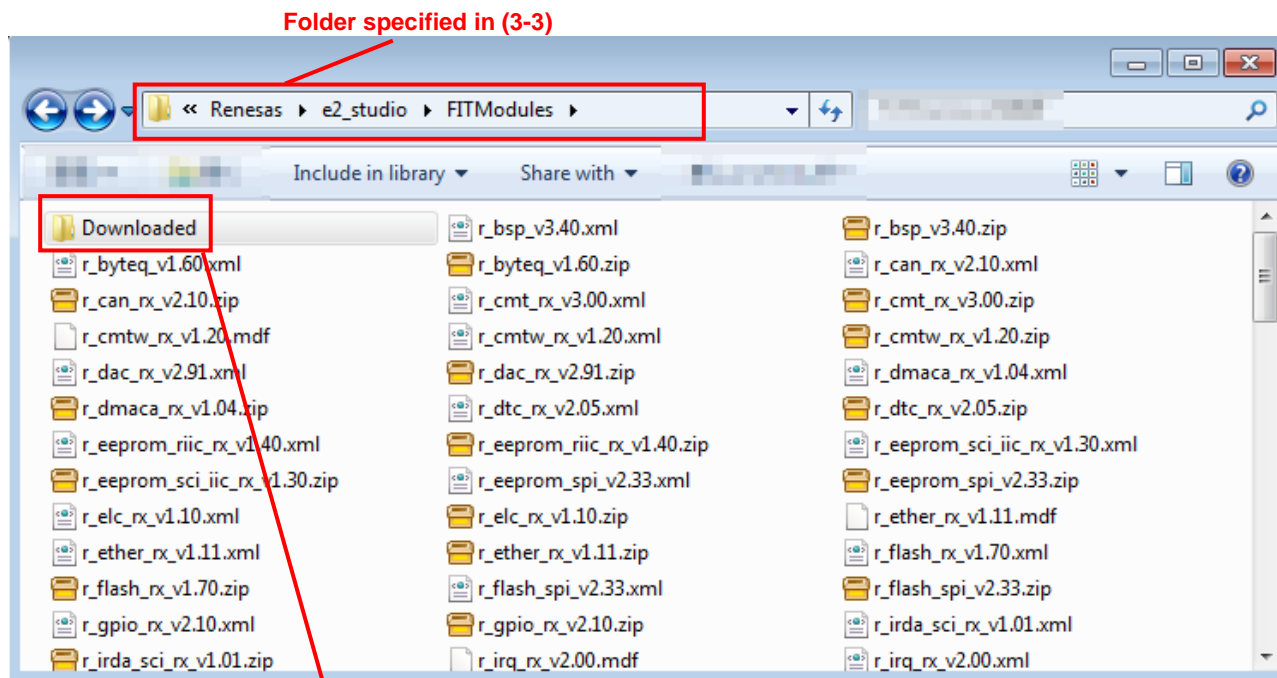 Folder specified in (3-3)
« Renesas ▸ e2_studio ▸ FITModules ▸
Include in library ▾ Share with ▾
Downloaded r_bsp_v3.40.xml r_bsp_v3.40.zip
r_byteq_v1.60.xml r_byteq_v1.60.zip r_can_rx_v2.10.xml
r_can_rx_v2.10.zip r_cmt_rx_v3.00.xml r_cmt_rx_v3.00.zip
r_cmtw_rx_v1.20.mdf r_cmtw_rx_v1.20.xml r_cmtw_rx_v1.20.zip
r_dac_rx_v2.91.xml r_dac_rx_v2.91.zip r_dmaca_rx_v1.04.xml
r_dmaca_rx_v1.04.zip r_dtc_rx_v2.05.xml r_dtc_rx_v2.05.zip
r_eeprom_riic_rx_v1.40.xml r_eeprom_riic_rx_v1.40.zip r_eeprom_sci_iic_rx_v1.30.xml
r_eeprom_sci_iic_rx_v1.30.zip r_eeprom_spi_v2.33.xml r_eeprom_spi_v2.33.zip
r_elc_rx_v1.10.xml r_elc_rx_v1.10.zip r_ether_rx_v1.11.mdf
r_ether_rx_v1.11.xml r_ether_rx_v1.11.zip r_flash_rx_v1.70.xml
r_flash_rx_v1.70.zip r_flash_spi_v2.33.xml r_flash_spi_v2.33.zip
r_gpio_rx_v2.10.xml r_gpio_rx_v2.10.zip r_irda_sci_rx_v1.01.xml
r_irda_sci_rx_v1.01.zip r_irq_rx_v2.00.mdf r_irq_rx_v2.00.xml